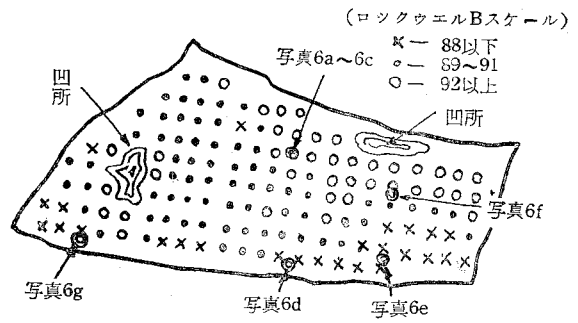 (ロックウエルBスケール)
× — 88以下
• — 89~91
○ — 92以上
写真6a~6c
凹所
凹所
写真6f
写真6g
写真6d
写真6e